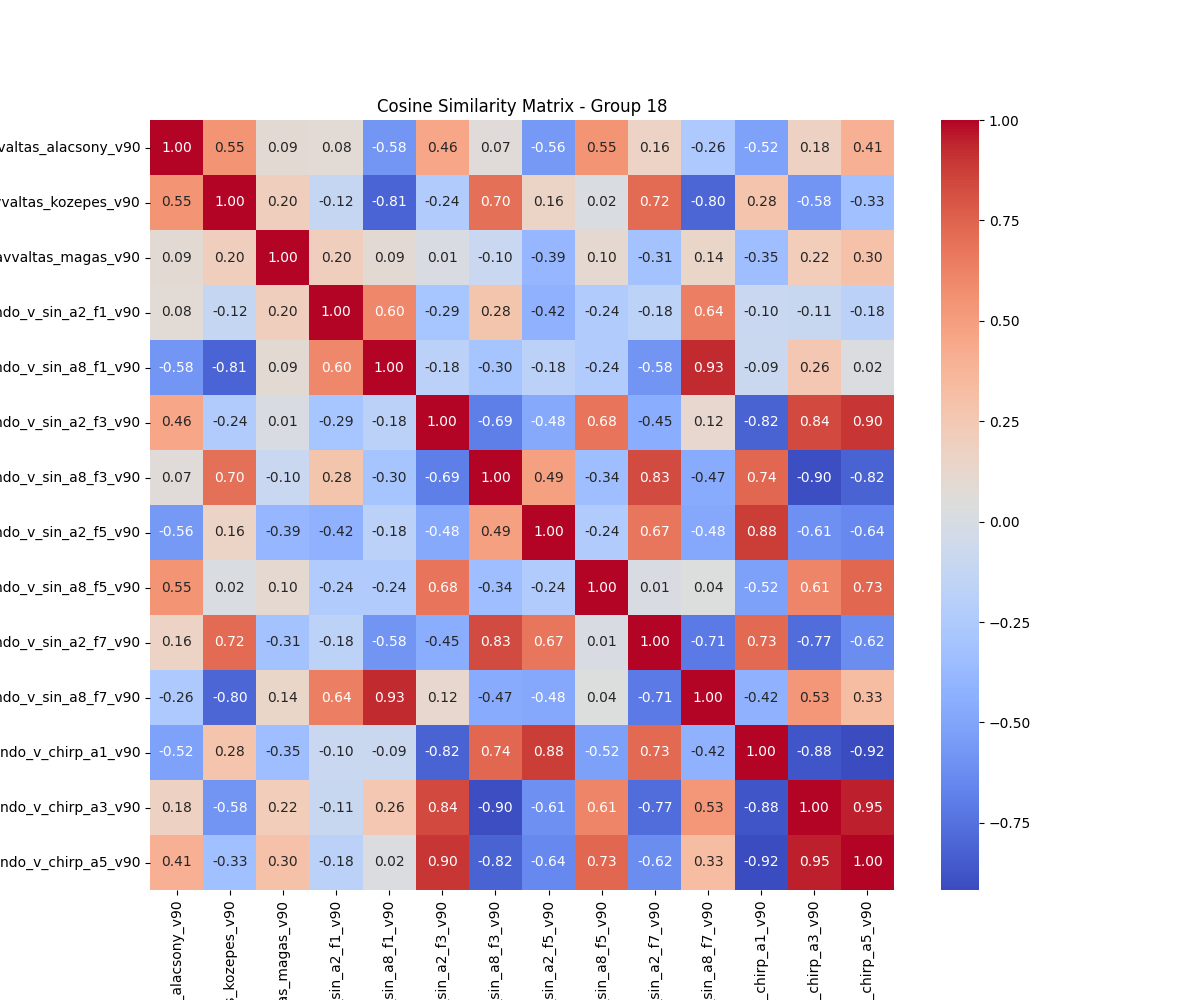 Cosine Similarity Matrix - Group 18
valtas_alacsony_v90 1.00 0.55 0.09 0.08 -0.58 0.46 0.07 -0.56 0.55 0.16 -0.26 -0.52 0.18 0.41
vvaltas_kozepes_v90 0.55 1.00 0.20 -0.12 -0.81 -0.24 0.70 0.16 0.02 0.72 -0.80 0.28 -0.58 -0.33
avvaltas_magas_v90 0.09 0.20 1.00 0.20 0.09 0.01 -0.10 -0.39 0.10 -0.31 0.14 -0.35 0.22 0.30
ndo_v_sin_a2_f1_v90 0.08 -0.12 0.20 1.00 0.60 -0.29 0.28 -0.42 -0.24 -0.18 0.64 -0.10 -0.11 -0.18
ndo_v_sin_a8_f1_v90 -0.58 -0.81 0.09 0.60 1.00 -0.18 -0.30 -0.18 -0.24 -0.58 0.93 -0.09 0.26 0.02
ndo_v_sin_a2_f3_v90 0.46 -0.24 0.01 -0.29 -0.18 1.00 -0.69 -0.48 0.68 -0.45 0.12 -0.82 0.84 0.90
ndo_v_sin_a8_f3_v90 0.07 0.70 -0.10 0.28 -0.30 -0.69 1.00 0.49 -0.34 0.83 -0.47 0.74 -0.90 -0.82
ndo_v_sin_a2_f5_v90 -0.56 0.16 -0.39 -0.42 -0.18 -0.48 0.49 1.00 -0.24 0.67 -0.48 0.88 -0.61 -0.64
ndo_v_sin_a8_f5_v90 0.55 0.02 0.10 -0.24 -0.24 0.68 -0.34 -0.24 1.00 0.01 0.04 -0.52 0.61 0.73
ndo_v_sin_a2_f7_v90 0.16 0.72 -0.31 -0.18 -0.58 -0.45 0.83 0.67 0.01 1.00 -0.71 0.73 -0.77 -0.62
ndo_v_sin_a8_f7_v90 -0.26 -0.80 0.14 0.64 0.93 0.12 -0.47 -0.48 0.04 -0.71 1.00 -0.42 0.53 0.33
ndo_v_chirp_a1_v90 -0.52 0.28 -0.35 -0.10 -0.09 -0.82 0.74 0.88 -0.52 0.73 -0.42 1.00 -0.88 -0.92
ndo_v_chirp_a3_v90 0.18 -0.58 0.22 -0.11 0.26 0.84 -0.90 -0.61 0.61 -0.77 0.53 -0.88 1.00 0.95
ndo_v_chirp_a5_v90 0.41 -0.33 0.30 -0.18 0.02 0.90 -0.82 -0.64 0.73 -0.62 0.33 -0.92 0.95 1.00
_alacsony_v90
s_kozepes_v90
as_magas_v90
sin_a2_f1_v90
sin_a8_f1_v90
sin_a2_f3_v90
sin_a8_f3_v90
sin_a2_f5_v90
sin_a8_f5_v90
sin_a2_f7_v90
sin_a8_f7_v90
_chirp_a1_v90
_chirp_a3_v90
_chirp_a5_v90
1.00
0.75
0.50
0.25
0.00
−0.25
−0.50
−0.75